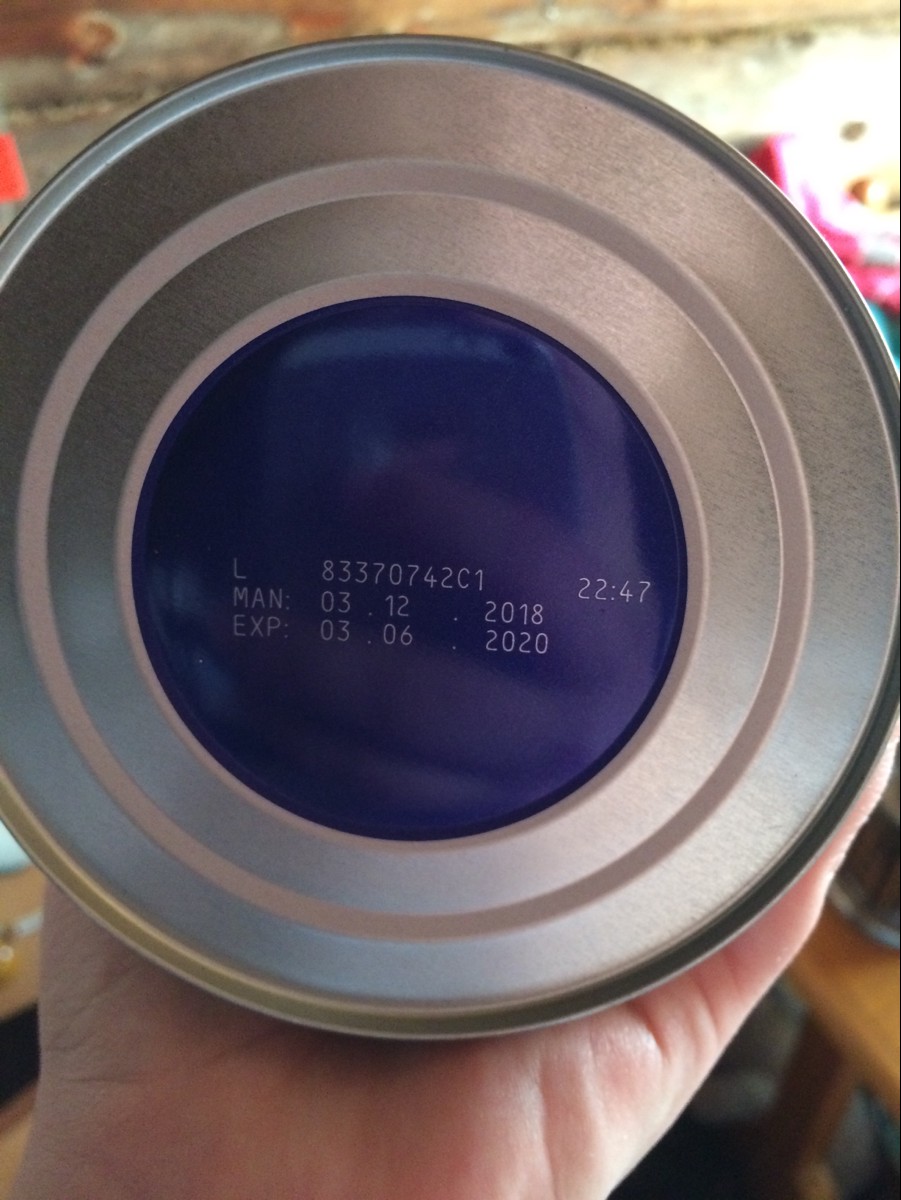 L 83370742C1 22:47
MAN: 03 . 12 . 2018
EXP: 03 . 06 . 2020